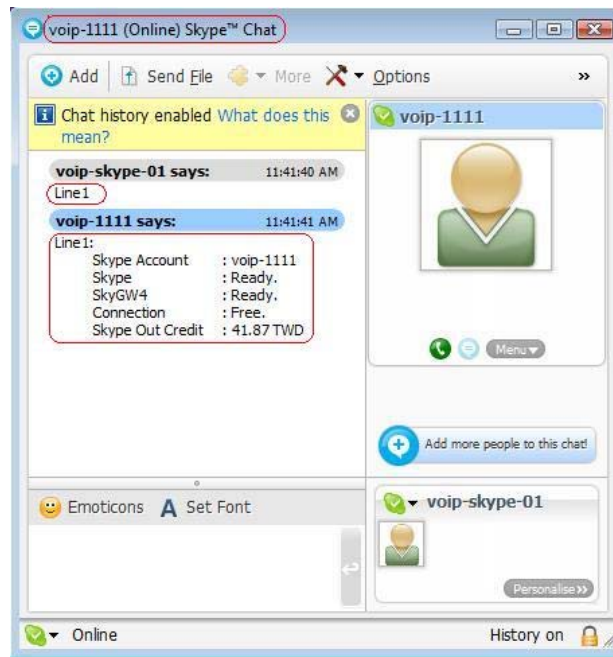 voip-1111 (Online) Skype™ Chat
Add Send File More Options »
Chat history enabled What does this
mean?
voip-skype-01 says: 11:41:40 AM
Line1
voip-1111 says: 11:41:41 AM
Line1:
Skype Account : voip-1111
Skype : Ready.
SkyGW4 : Ready.
Connection : Free.
Skype Out Credit : 41.87 TWD
voip-1111
Menu
Add more people to this chat!
Emoticons A Set Font
voip-skype-01
Personalise »
Online History on